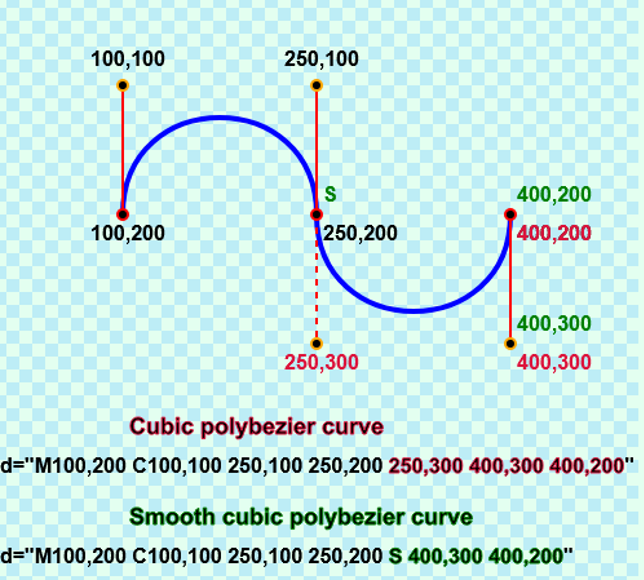 100,100 250,100
S 400,200
100,200 250,200 400,200
400,300
250,300 400,300
Cubic polybezier curve
d="M100,200 C100,100 250,100 250,200 250,300 400,300 400,200"
Smooth cubic polybezier curve
d="M100,200 C100,100 250,100 250,200 S 400,300 400,200"